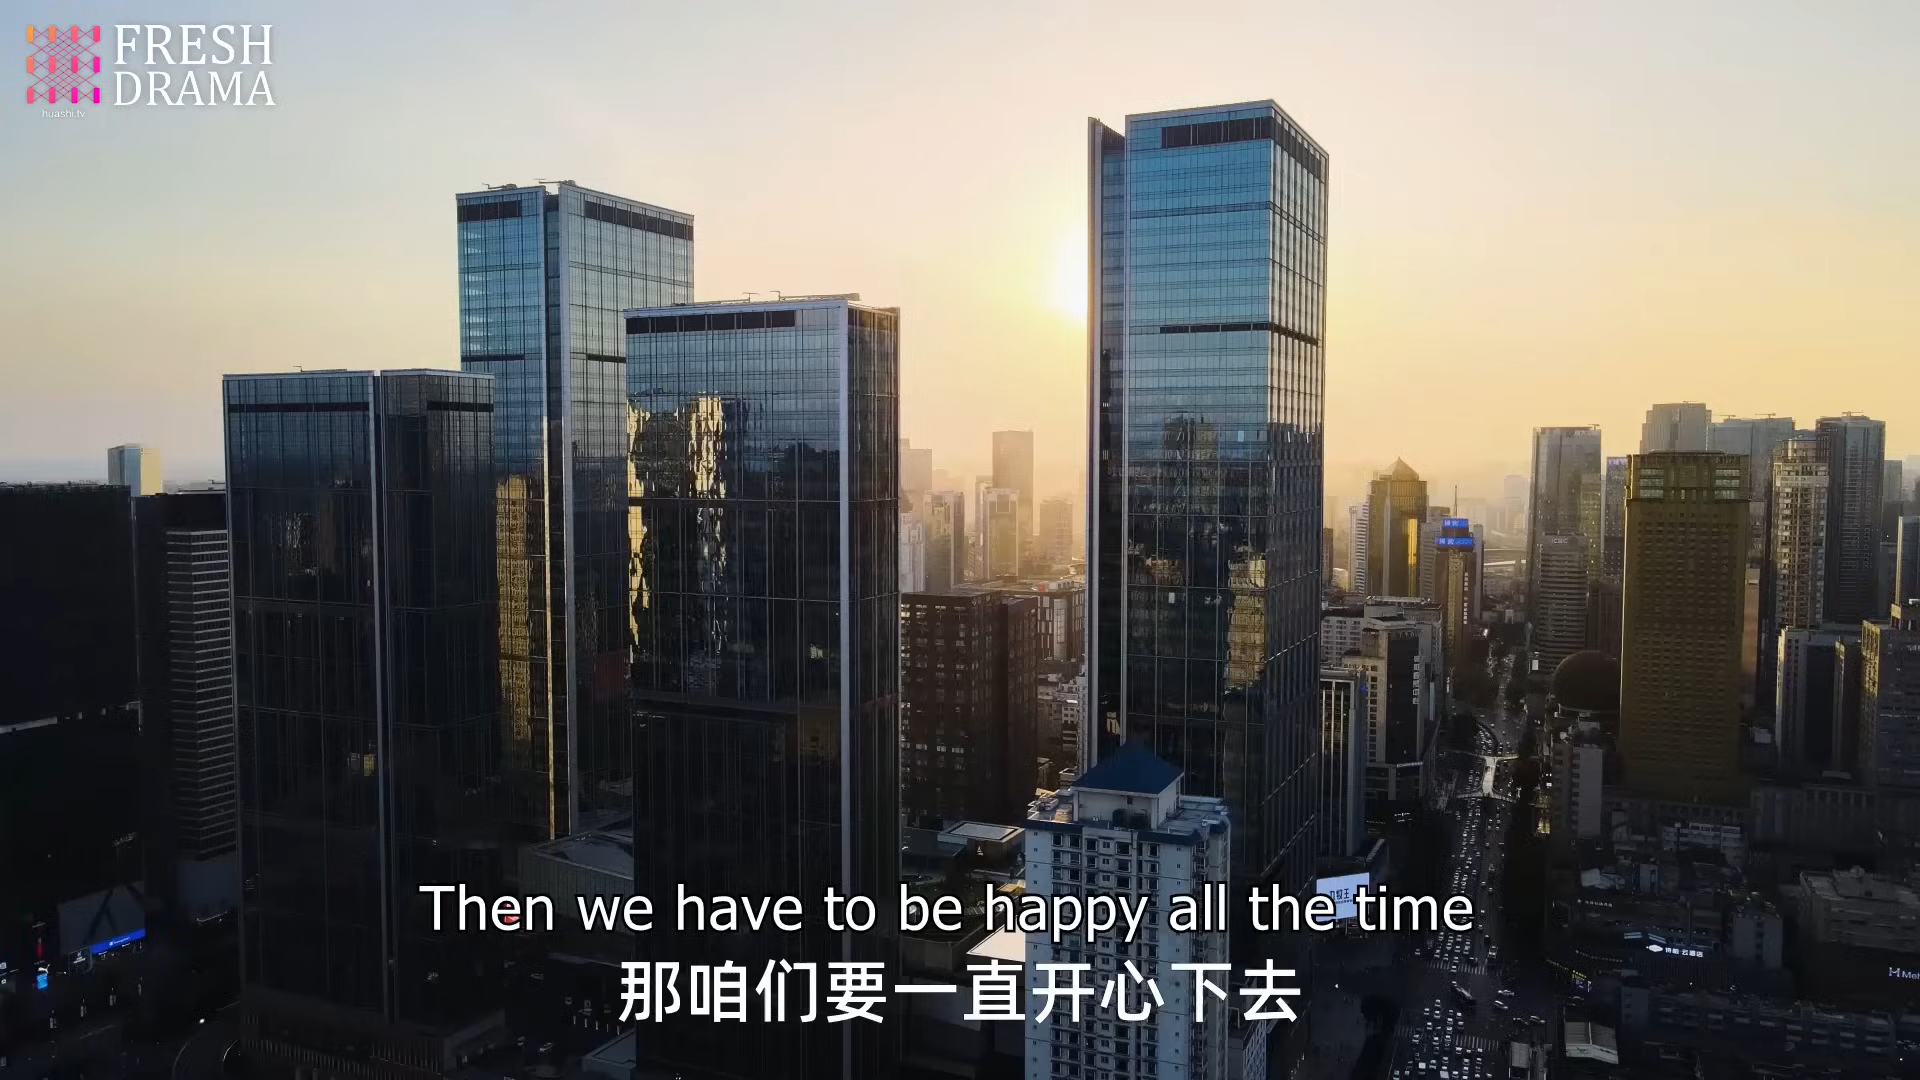 FRESH
DRAMA
huashi.tv
Then we have to be happy all the time
那咱们要一直开心下去